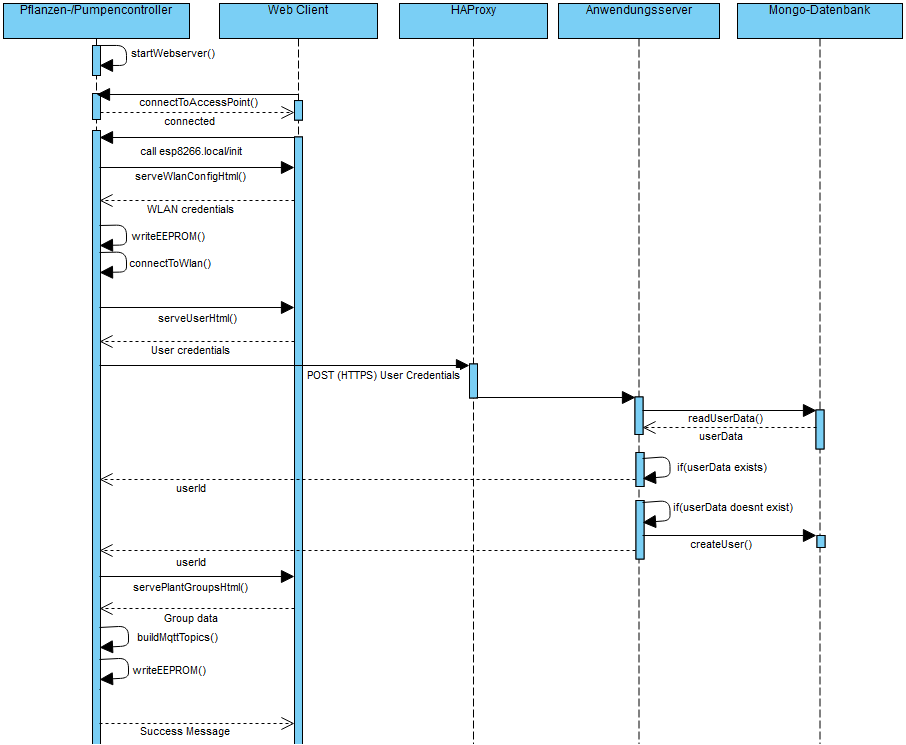 Pflanzen-/Pumpencontroller
Web Client
HAProxy
Anwendungsserver
Mongo-Datenbank
startWebserver()
connectToAccessPoint()
connected
call esp8266.local/init
serveWlanConfigHtml()
WLAN credentials
writeEEPROM()
connectToWlan()
serveUserHtml()
User credentials
POST (HTTPS) User Credentials
readUserData()
userData
if(userData exists)
userId
if(userData doesnt exist)
createUser()
userId
servePlantGroupsHtml()
Group data
buildMqttTopics()
writeEEPROM()
Success Message